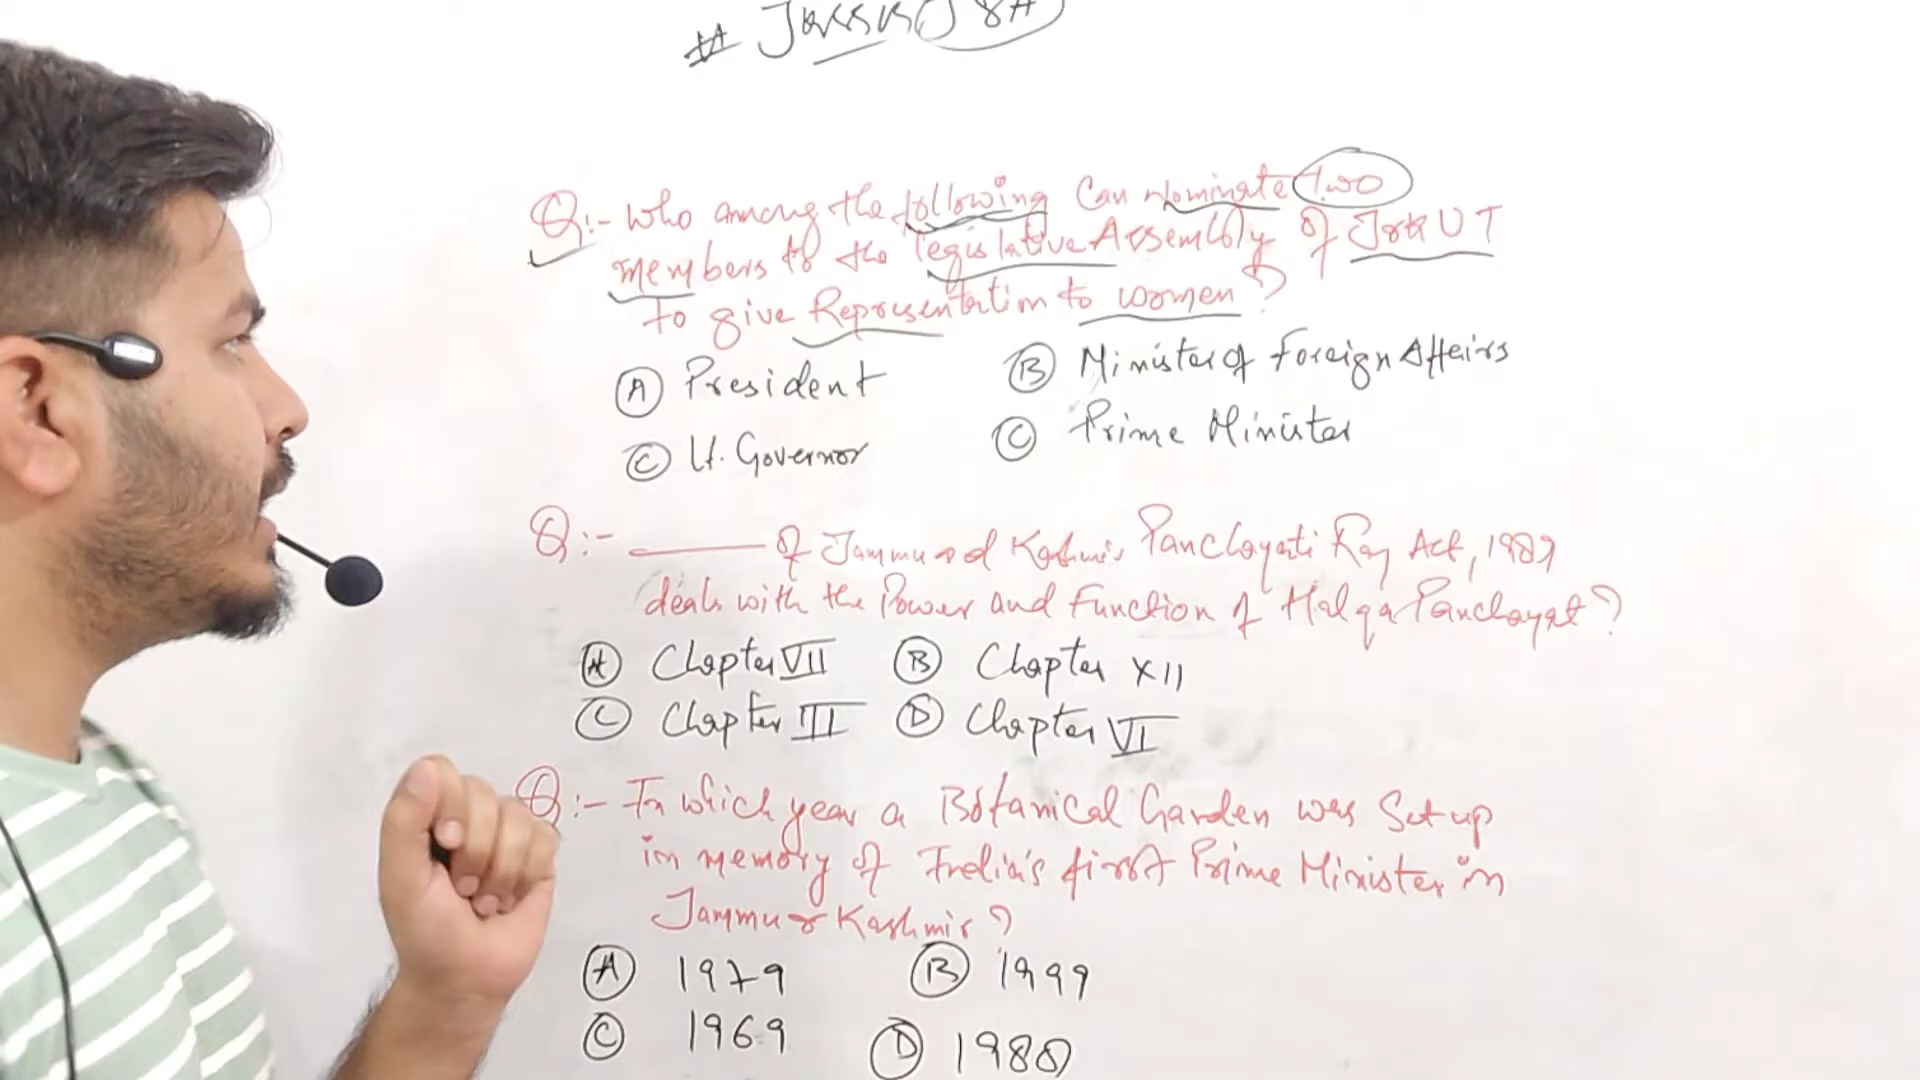 # JKSSB
Q:- Who among the following Can Nominate two
members to the legislative Assembly of J&K UT
to give Representation to women?
A President
B Minister of Foreign Affairs
C Lt. Governor
C Prime Minister
Q:- ——— of Jammu and Kashmir Panchayati Raj Act, 1989
deals with the Power and Function of Halqa Panchayat?
A Chapter VII
B Chapter XII
C Chapter III
D Chapter VI
Q:- In which year a Botanical Garden was Set up
in memory of India's first Prime Minister in
Jammu & Kashmir?
A 1979
B 1999
C 1969
D 1980